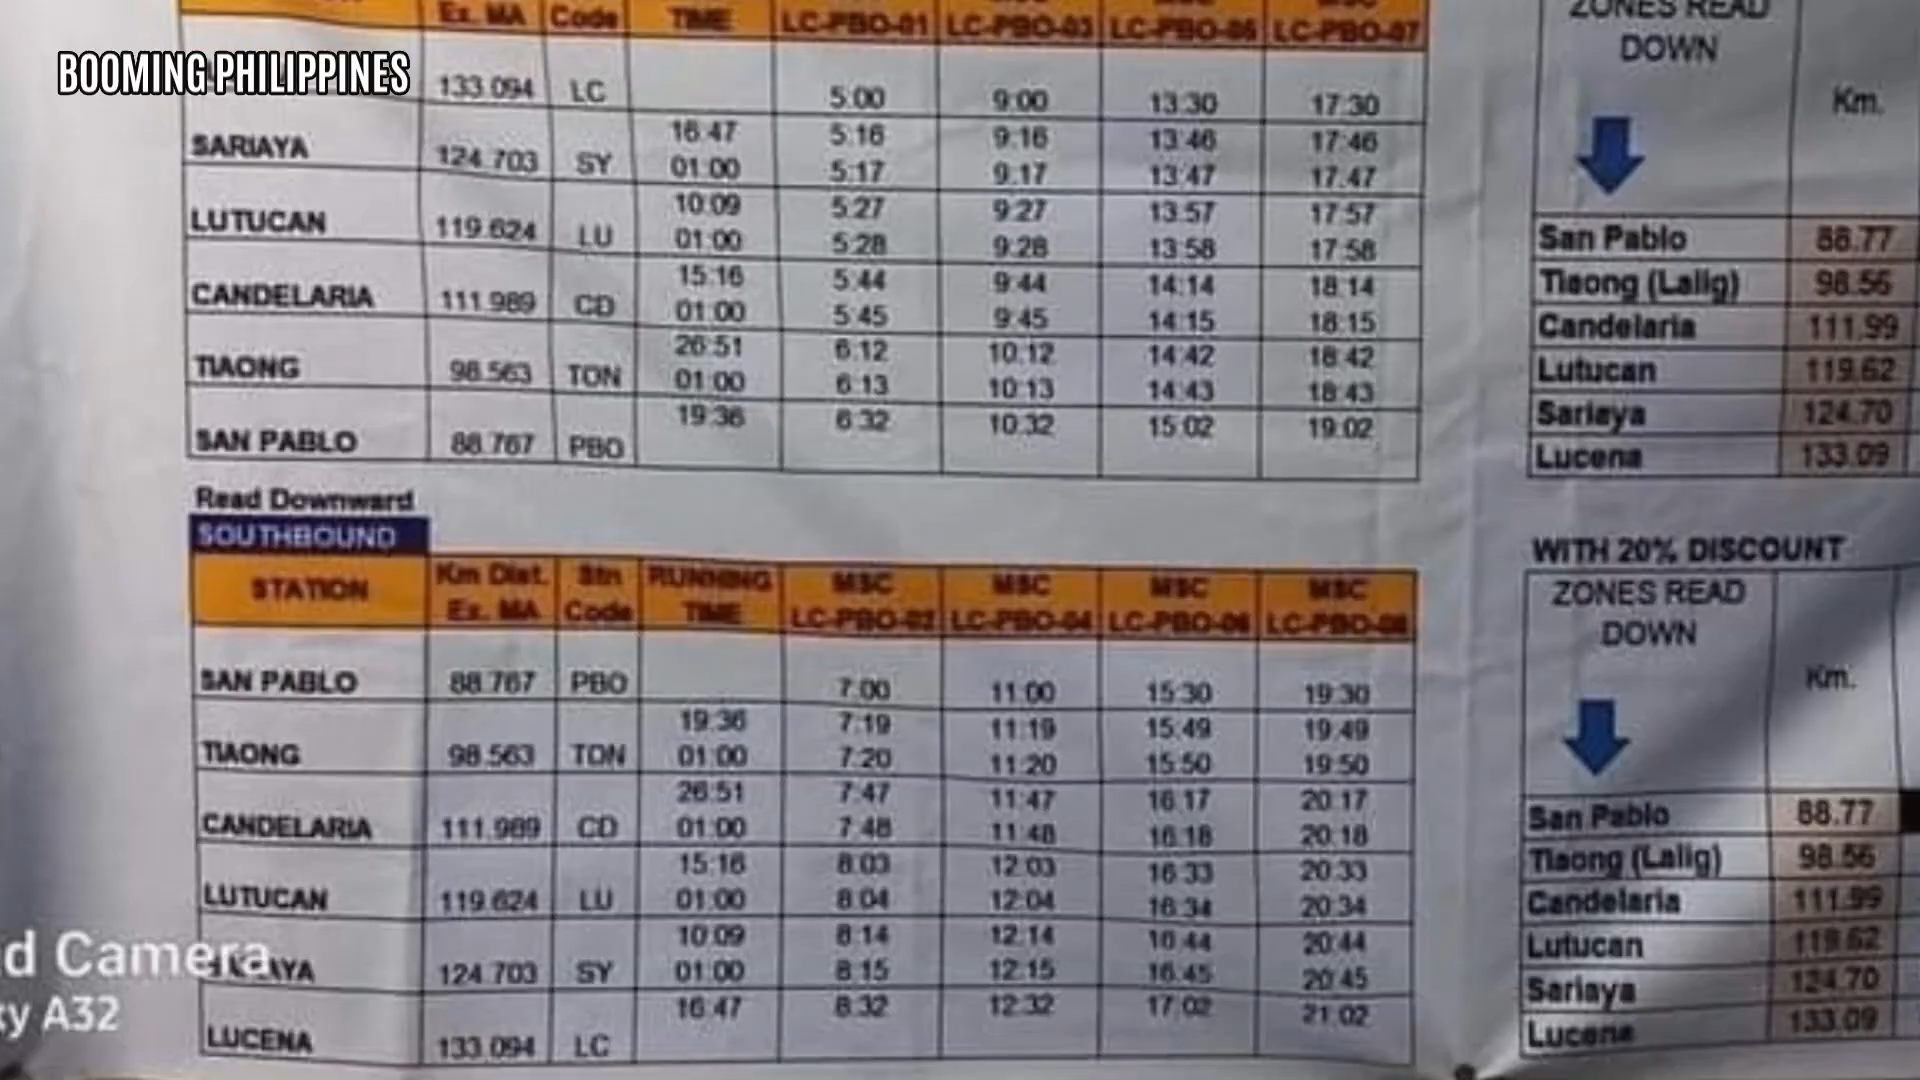 BOOMING PHILIPPINES
Ex. MA Code TIME LC-PBO-01 LC-PBO-03 LC-PBO-05 LC-PBO-07
133.094 LC 5:00 9:00 13:30 17:30
16:47 5:16 9:16 13:46 17:46
SARIAYA 124.703 SY 01:00 5:17 9:17 13:47 17:47
10:09 5:27 9:27 13:57 17:57
LUTUCAN 119.624 LU 01:00 5:28 9:28 13:58 17:58
15:16 5:44 9:44 14:14 18:14
CANDELARIA 111.989 CD 01:00 5:45 9:45 14:15 18:15
26:51 6:12 10:12 14:42 18:42
TIAONG 98.563 TON 01:00 6:13 10:13 14:43 18:43
19:36 6:32 10:32 15:02 19:02
SAN PABLO 88.767 PBO
ZONES READ
DOWN
Km.
San Pablo 88.77
Tiaong (Lalig) 98.56
Candelaria 111.99
Lutucan 119.62
Sariaya 124.70
Lucena 133.09
Read Downward
SOUTHBOUND
STATION Km Dist. Stn RUNNING MSC MSC MSC MSC
Ex. MA Code TIME LC-PBO-02 LC-PBO-04 LC-PBO-06 LC-PBO-08
SAN PABLO 88.767 PBO 7:00 11:00 15:30 19:30
19:36 7:19 11:19 15:49 19:49
TIAONG 98.563 TON 01:00 7:20 11:20 15:50 19:50
26:51 7:47 11:47 16:17 20:17
CANDELARIA 111.989 CD 01:00 7:48 11:48 16:18 20:18
15:16 8:03 12:03 16:33 20:33
LUTUCAN 119.624 LU 01:00 8:04 12:04 16:34 20:34
10:09 8:14 12:14 16:44 20:44
124.703 SY 01:00 8:15 12:15 16:45 20:45
16:47 8:32 12:32 17:02 21:02
LUCENA 133.094 LC
WITH 20% DISCOUNT
ZONES READ
DOWN
Km.
San Pablo 88.77
Tiaong (Lalig) 98.56
Candelaria 111.99
Lutucan 119.62
Sariaya 124.70
Lucena 133.09
d Camera
y A32